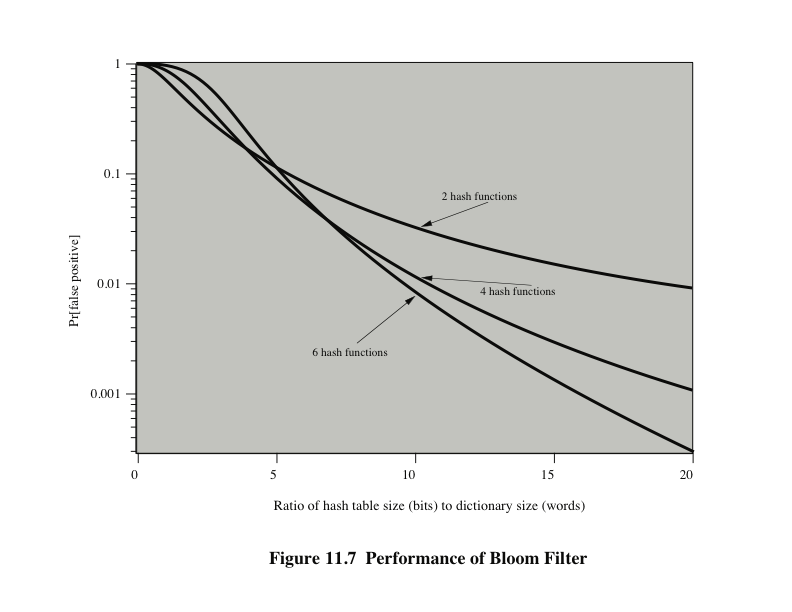 1
0.1
0.01
0.001
Pr[false positive]
2 hash functions
4 hash functions
6 hash functions
0 5 10 15 20
Ratio of hash table size (bits) to dictionary size (words)
Figure 11.7 Performance of Bloom Filter